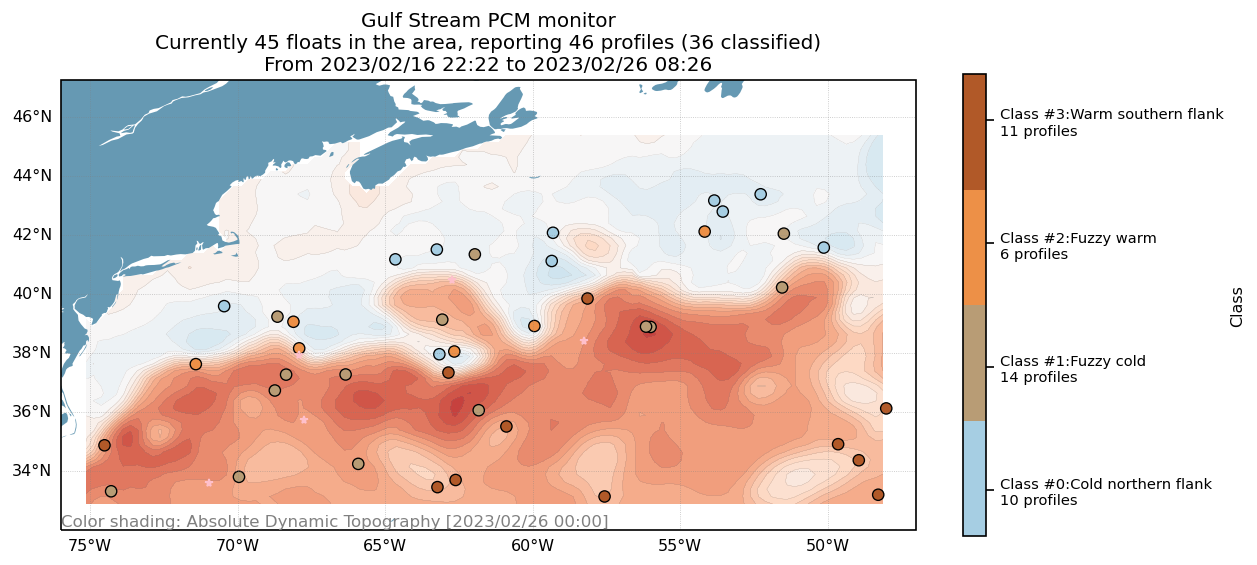 Gulf Stream PCM monitor
Currently 45 floats in the area, reporting 46 profiles (36 classified)
From 2023/02/16 22:22 to 2023/02/26 08:26
46°N
44°N
42°N
40°N
38°N
36°N
34°N
Color shading: Absolute Dynamic Topography [2023/02/26 00:00]
75°W 70°W 65°W 60°W 55°W 50°W
Class #3:Warm southern flank
11 profiles
Class #2:Fuzzy warm
6 profiles
Class #1:Fuzzy cold
14 profiles
Class #0:Cold northern flank
10 profiles
Class